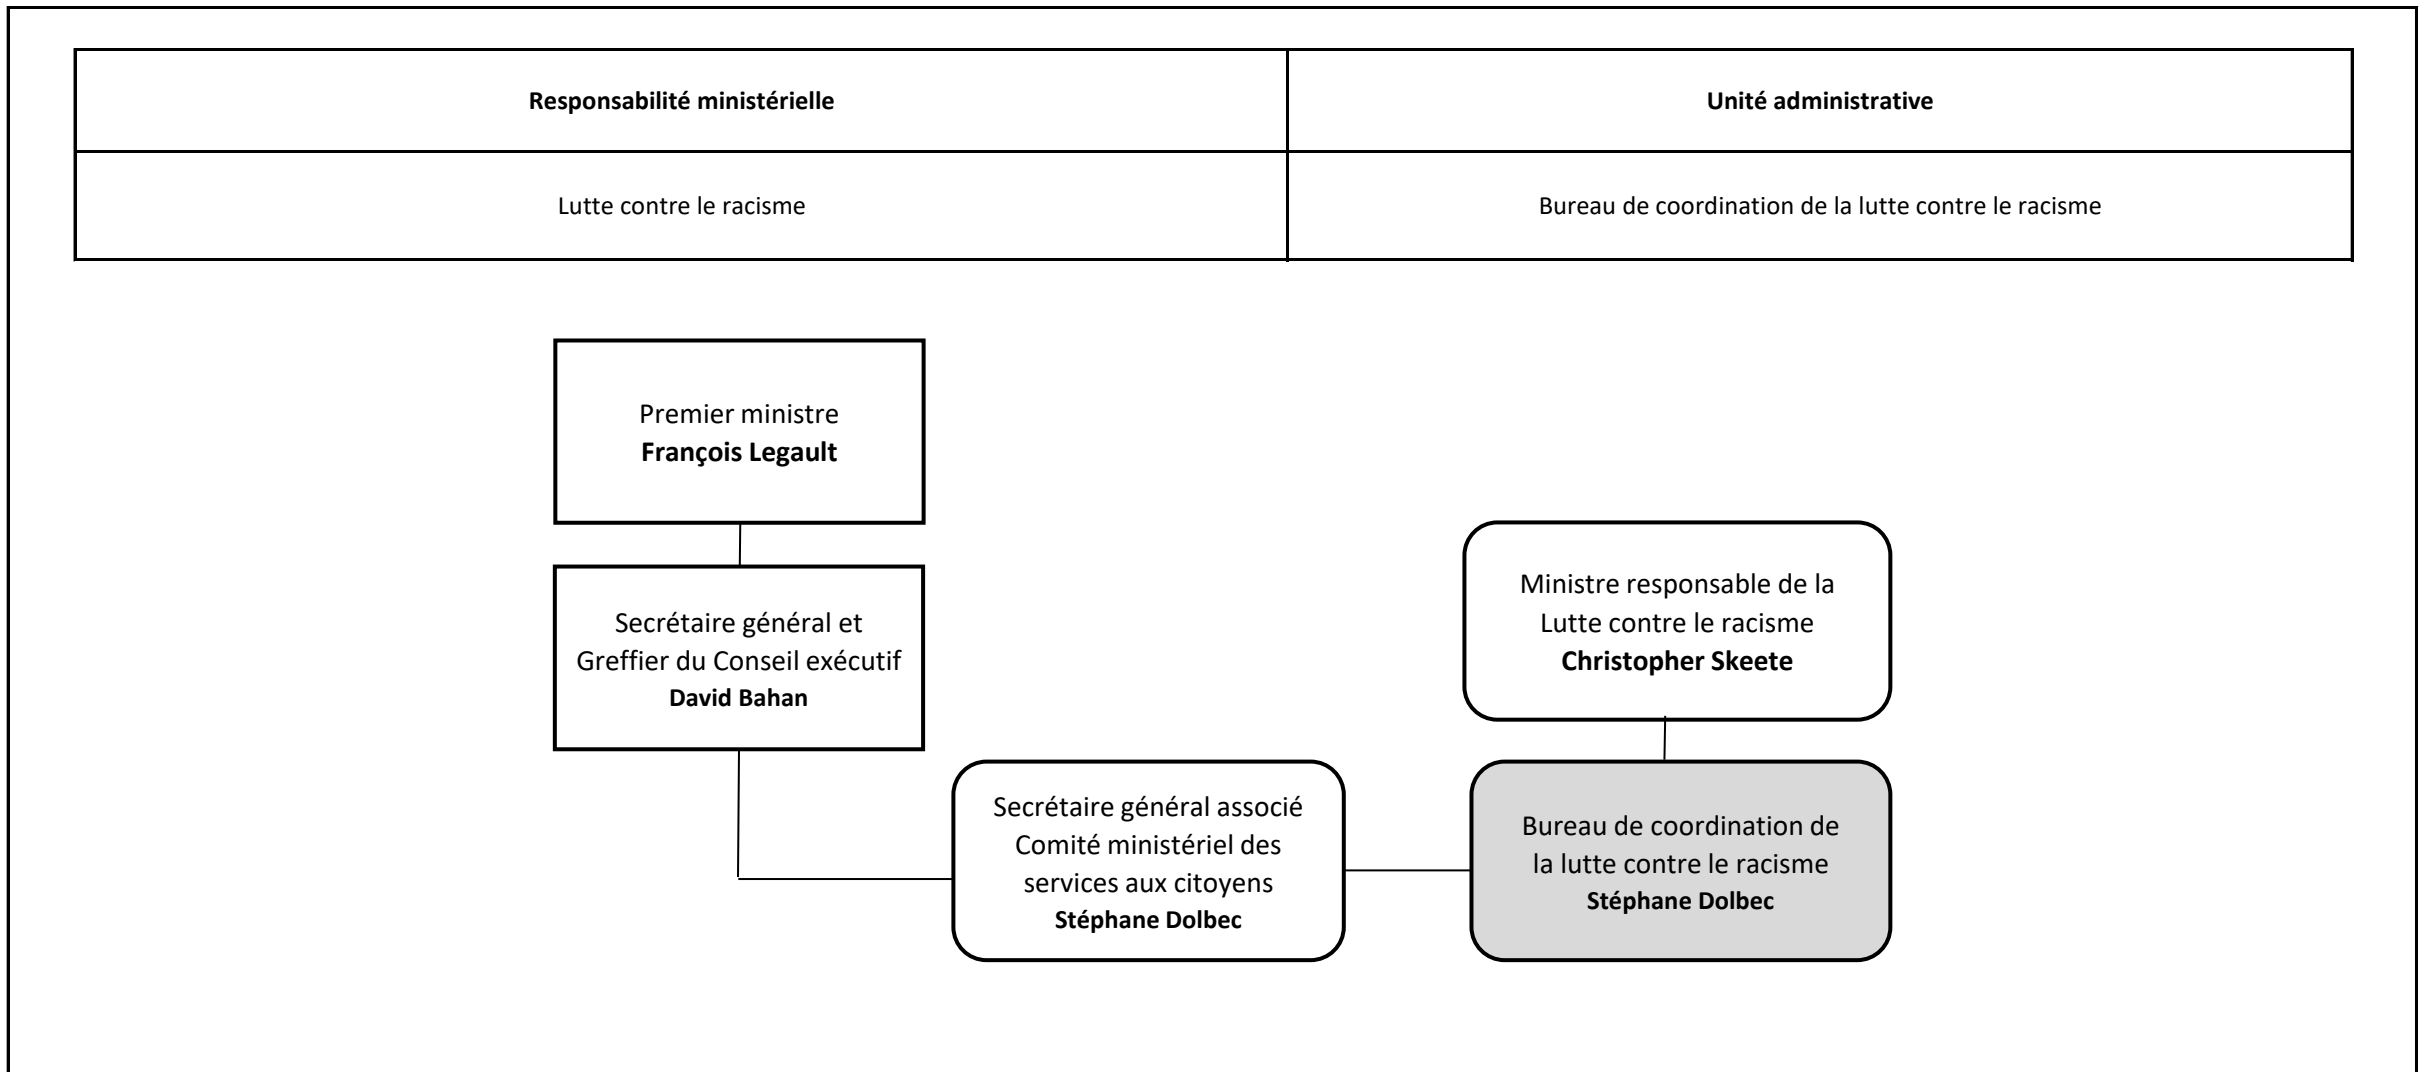 Responsabilité ministérielle
Unité administrative
Lutte contre le racisme
Bureau de coordination de la lutte contre le racisme
Premier ministre
François Legault
Secrétaire général et
Greffier du Conseil exécutif
David Bahan
Ministre responsable de la
Lutte contre le racisme
Christopher Skeete
Secrétaire général associé
Comité ministériel des
services aux citoyens
Stéphane Dolbec
Bureau de coordination de
la lutte contre le racisme
Stéphane Dolbec